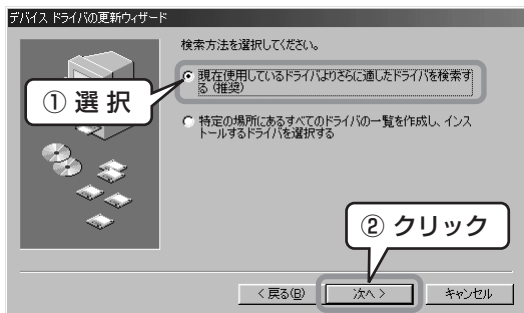 デバイス ドライバの更新ウィザード
検索方法を選択してください。
現在使用しているドライバよりさらに適したドライバを検索す
る (推奨)
① 選 択
特定の場所にあるすべてのドライバの一覧を作成し、インス
トールするドライバを選択する
② クリック
< 戻る(B)
次へ >
キャンセル